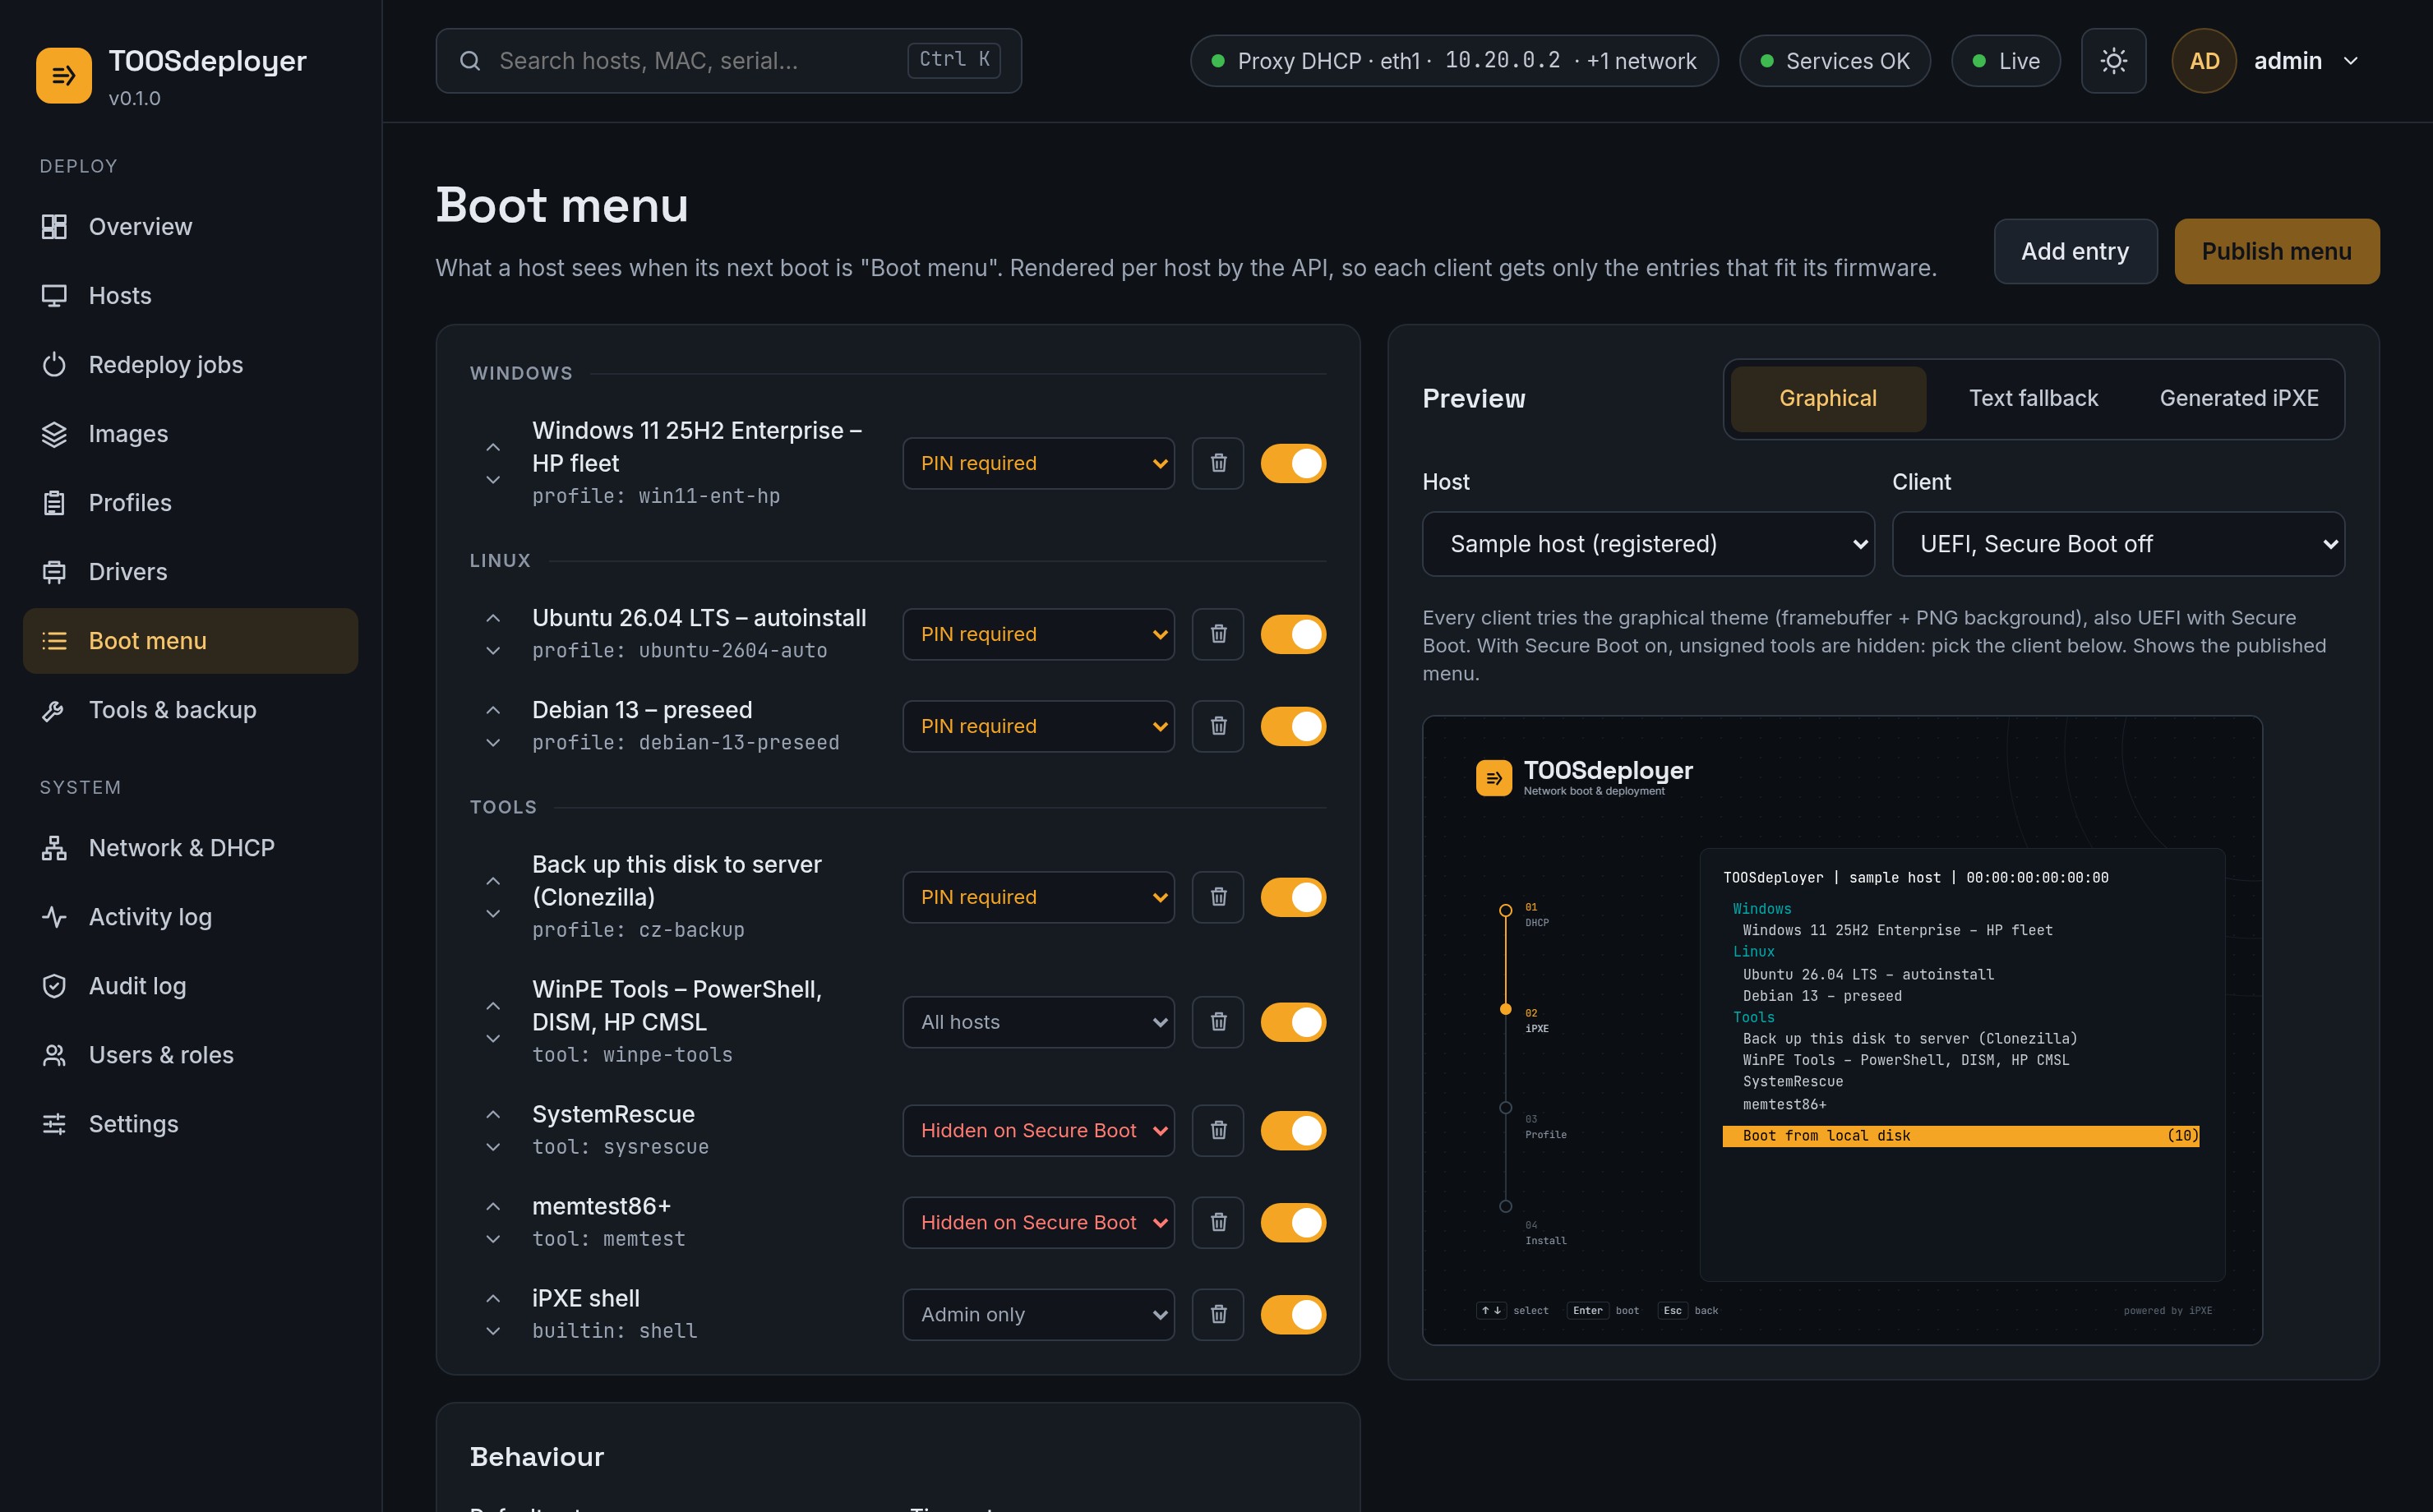 TOOSdeployer
v0.1.0
DEPLOY
Overview
Hosts
Redeploy jobs
Images
Profiles
Drivers
Boot menu
Tools & backup
SYSTEM
Network & DHCP
Activity log
Audit log
Users & roles
Settings
Search hosts, MAC, serial... Ctrl K
Proxy DHCP · eth1 · 10.20.0.2 · +1 network
Services OK
Live
AD admin
Boot menu
What a host sees when its next boot is "Boot menu". Rendered per host by the API, so each client gets only the entries that fit its firmware.
Add entry
Publish menu
WINDOWS
Windows 11 25H2 Enterprise –
HP fleet
profile: win11-ent-hp
PIN required
LINUX
Ubuntu 26.04 LTS – autoinstall
profile: ubuntu-2604-auto
PIN required
Debian 13 – preseed
profile: debian-13-preseed
PIN required
TOOLS
Back up this disk to server
(Clonezilla)
profile: cz-backup
PIN required
WinPE Tools – PowerShell,
DISM, HP CMSL
tool: winpe-tools
All hosts
SystemRescue
tool: sysrescue
Hidden on Secure Boot
memtest86+
tool: memtest
Hidden on Secure Boot
iPXE shell
builtin: shell
Admin only
Behaviour
Preview
Graphical
Text fallback
Generated iPXE
Host
Client
Sample host (registered)
UEFI, Secure Boot off
Every client tries the graphical theme (framebuffer + PNG background), also UEFI with Secure
Boot. With Secure Boot on, unsigned tools are hidden: pick the client below. Shows the published
menu.
TOOSdeployer
Network boot & deployment
01
DHCP
02
iPXE
03
Profile
04
Install
TOOSdeployer | sample host | 00:00:00:00:00:00
Windows
Windows 11 25H2 Enterprise – HP fleet
Linux
Ubuntu 26.04 LTS – autoinstall
Debian 13 – preseed
Tools
Back up this disk to server (Clonezilla)
WinPE Tools – PowerShell, DISM, HP CMSL
SystemRescue
memtest86+
Boot from local disk (10)
↑ ↓ select Enter boot Esc back
powered by iPXE